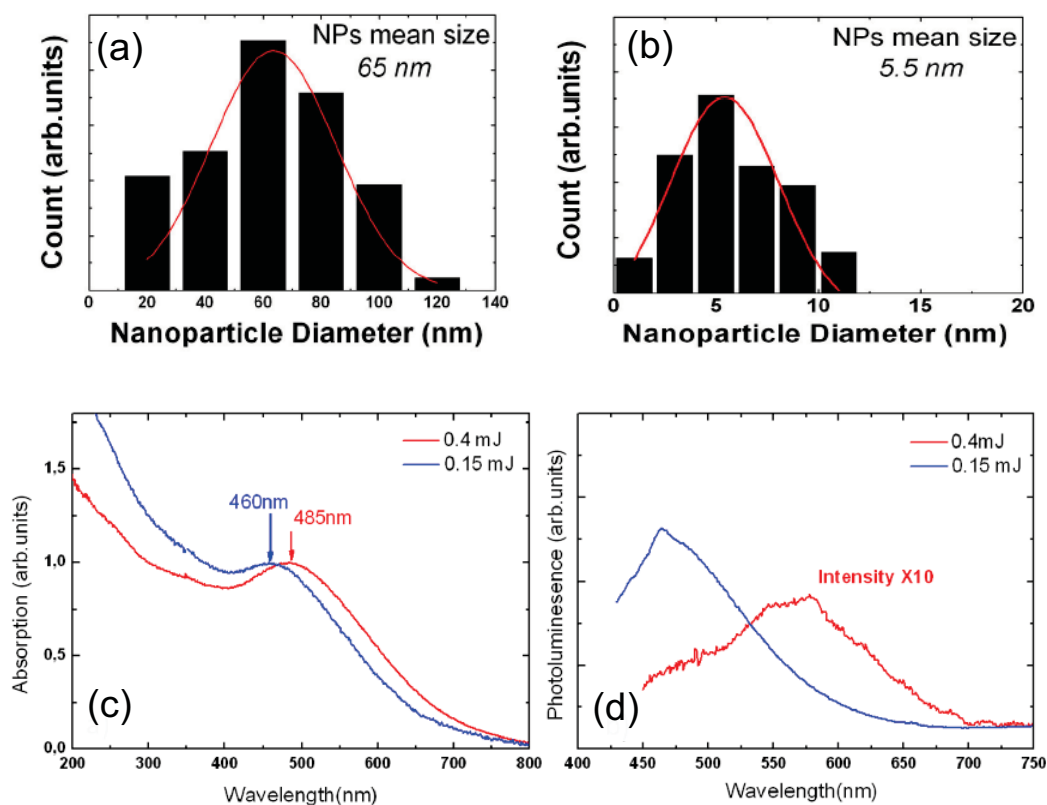 (a)
NPs mean size
65 nm
Count (arb.units)
0 20 40 60 80 100 120 140
Nanoparticle Diameter (nm)
(b)
NPs mean size
5.5 nm
Count (arb.units)
0 5 10 15 20
Nanoparticle Diameter (nm)
0.4 mJ
0.15 mJ
460nm
485nm
Absorption (arb.units)
1,5
1,0
0,5
0,0
(c)
200 300 400 500 600 700 800
Wavelength(nm)
0.4mJ
0.15 mJ
Intensity X10
Photoluminesence (arb.units)
(d)
400 450 500 550 600 650 700 750
Wavelength(nm)